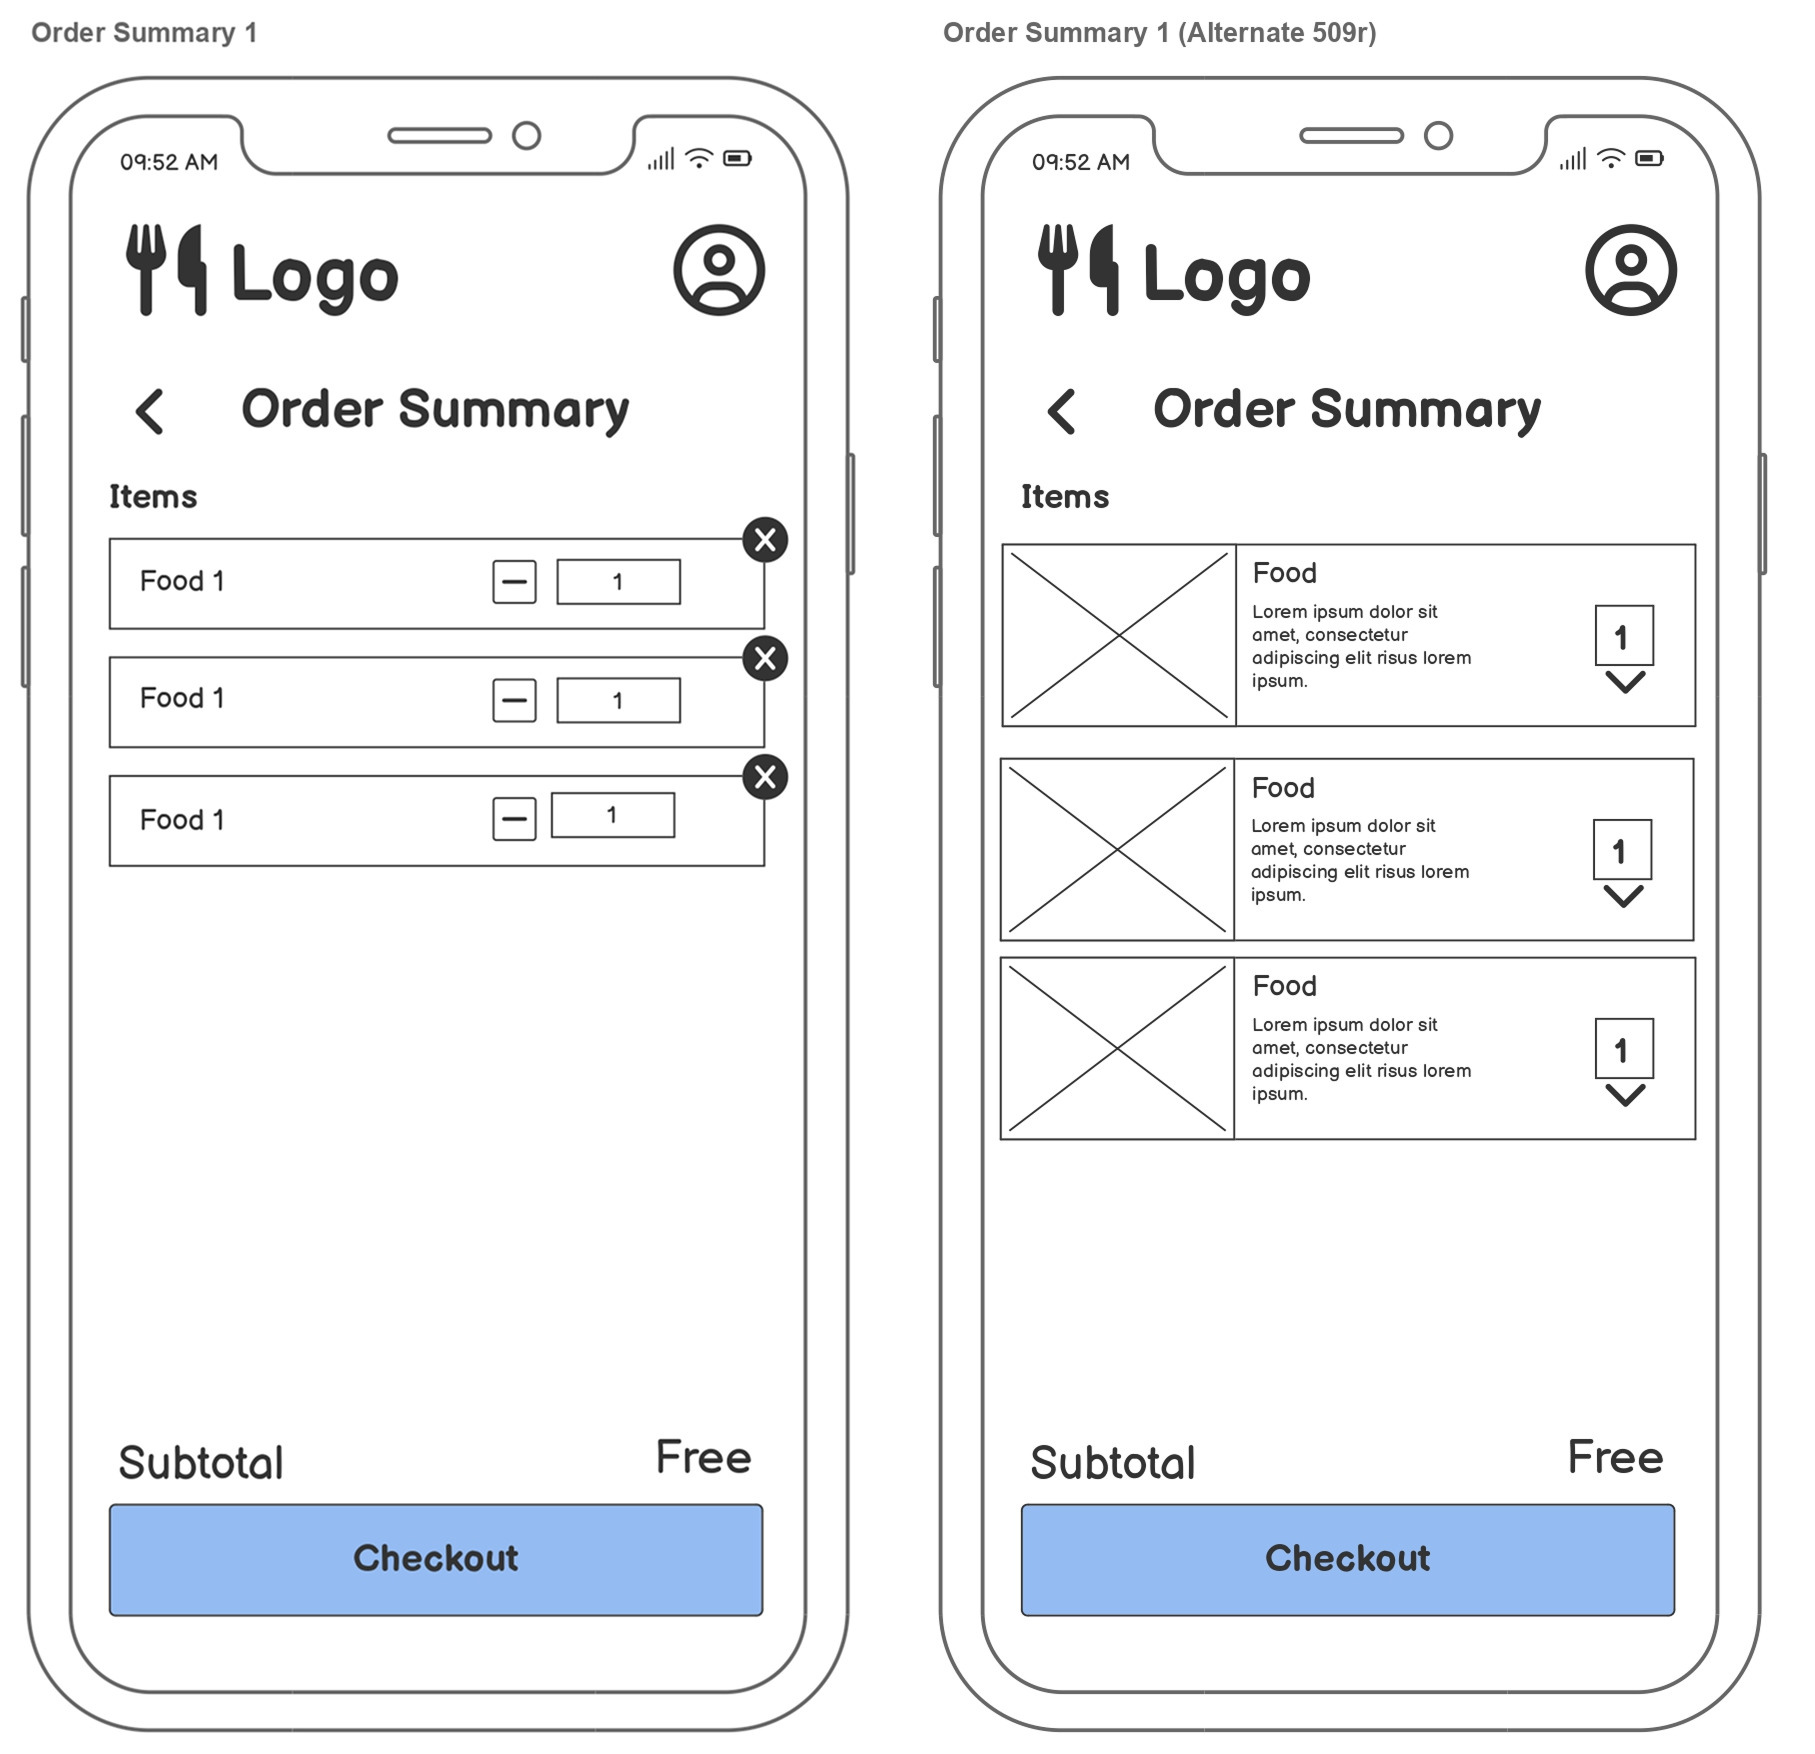 Order Summary 1
09:52 AM
Logo
Order Summary
Items
Food 1
1
X
Food 1
1
X
Food 1
1
X
Subtotal
Free
Checkout
Order Summary 1 (Alternate 509r)
09:52 AM
Logo
Order Summary
Items
Food
Lorem ipsum dolor sit
amet, consectetur
adipiscing elit risus lorem
ipsum.
1
Food
Lorem ipsum dolor sit
amet, consectetur
adipiscing elit risus lorem
ipsum.
1
Food
Lorem ipsum dolor sit
amet, consectetur
adipiscing elit risus lorem
ipsum.
1
Subtotal
Free
Checkout